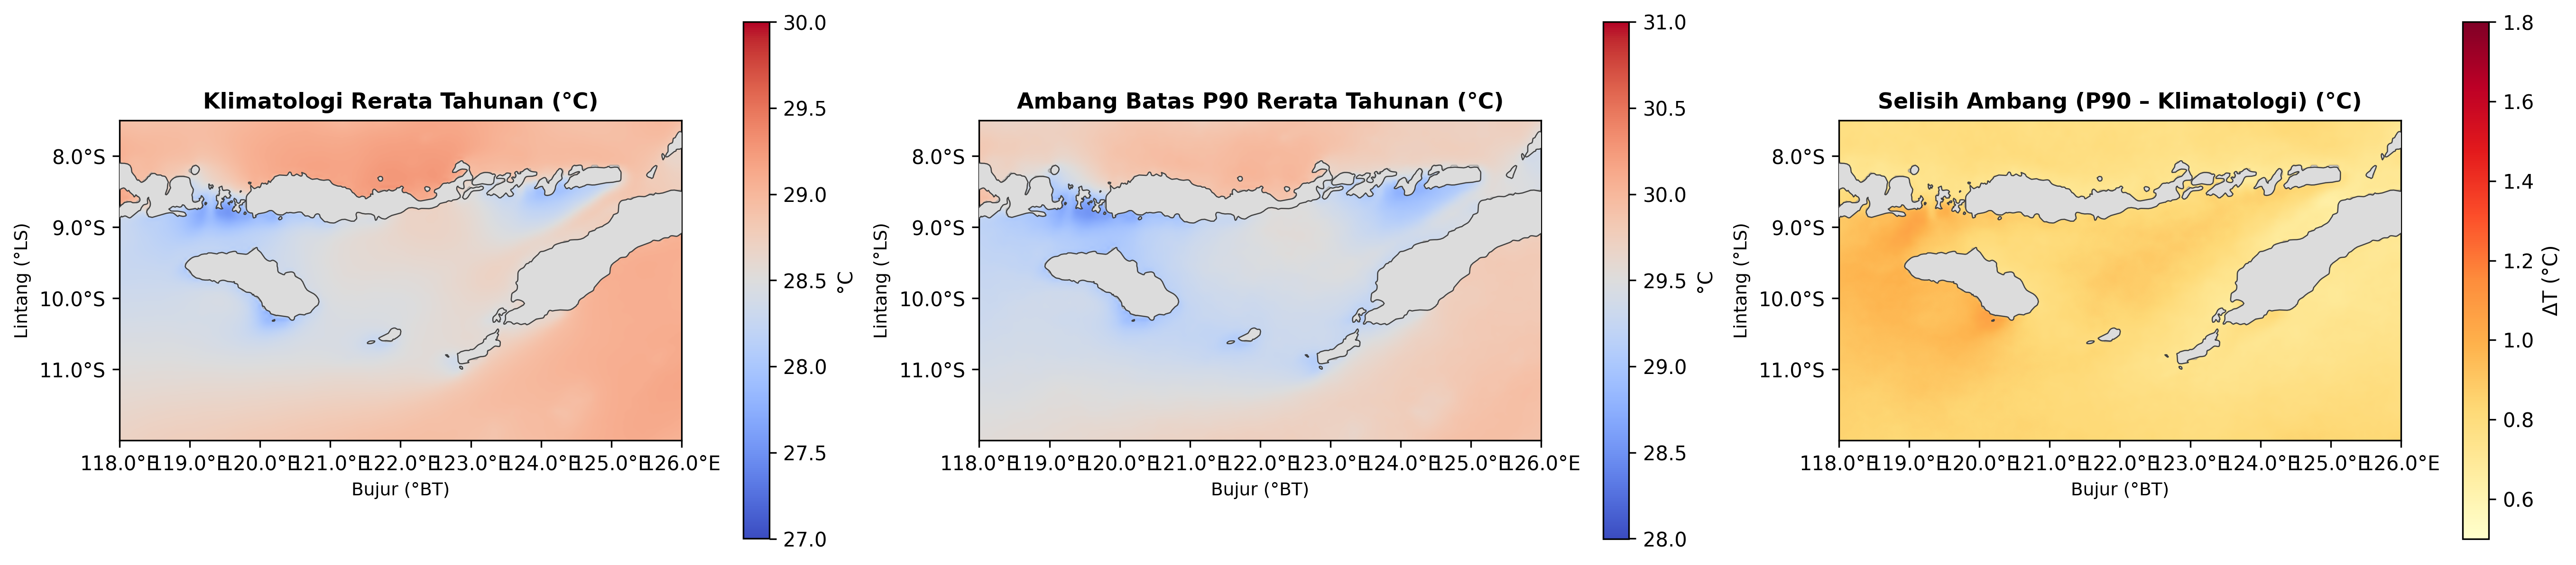 Klimatologi Rerata Tahunan (°C)
8.0°S
9.0°S
10.0°S
11.0°S
Lintang (°LS)
118.0°E 119.0°E 120.0°E 121.0°E 122.0°E 123.0°E 124.0°E 125.0°E 126.0°E
Bujur (°BT)
30.0
29.5
29.0
28.5
28.0
27.5
27.0
°C
Ambang Batas P90 Rerata Tahunan (°C)
8.0°S
9.0°S
10.0°S
11.0°S
Lintang (°LS)
118.0°E 119.0°E 120.0°E 121.0°E 122.0°E 123.0°E 124.0°E 125.0°E 126.0°E
Bujur (°BT)
31.0
30.5
30.0
29.5
29.0
28.5
28.0
°C
Selisih Ambang (P90 – Klimatologi) (°C)
8.0°S
9.0°S
10.0°S
11.0°S
Lintang (°LS)
118.0°E 119.0°E 120.0°E 121.0°E 122.0°E 123.0°E 124.0°E 125.0°E 126.0°E
Bujur (°BT)
1.8
1.6
1.4
1.2
1.0
0.8
0.6
ΔT (°C)